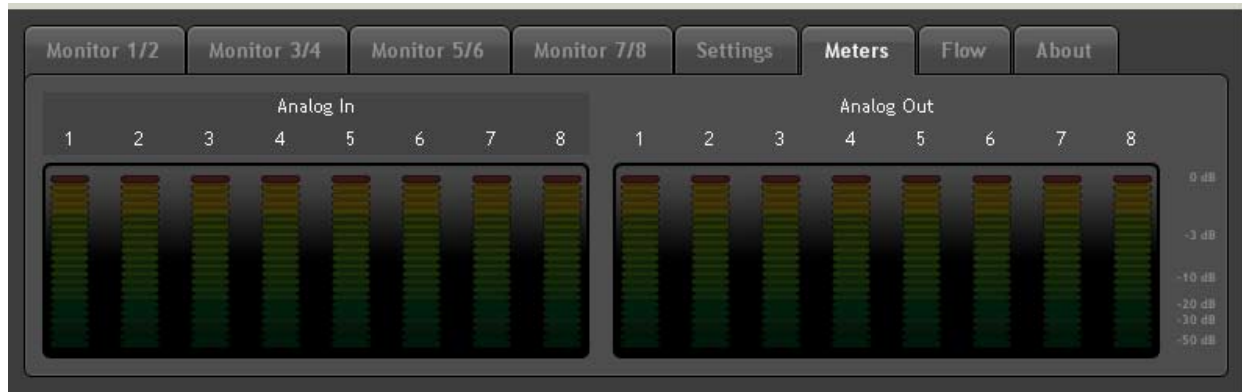 Monitor 1/2 Monitor 3/4 Monitor 5/6 Monitor 7/8 Settings Meters Flow About
Analog In
1 2 3 4 5 6 7 8
Analog Out
1 2 3 4 5 6 7 8
0 dB
-3 dB
-10 dB
-20 dB
-30 dB
-50 dB